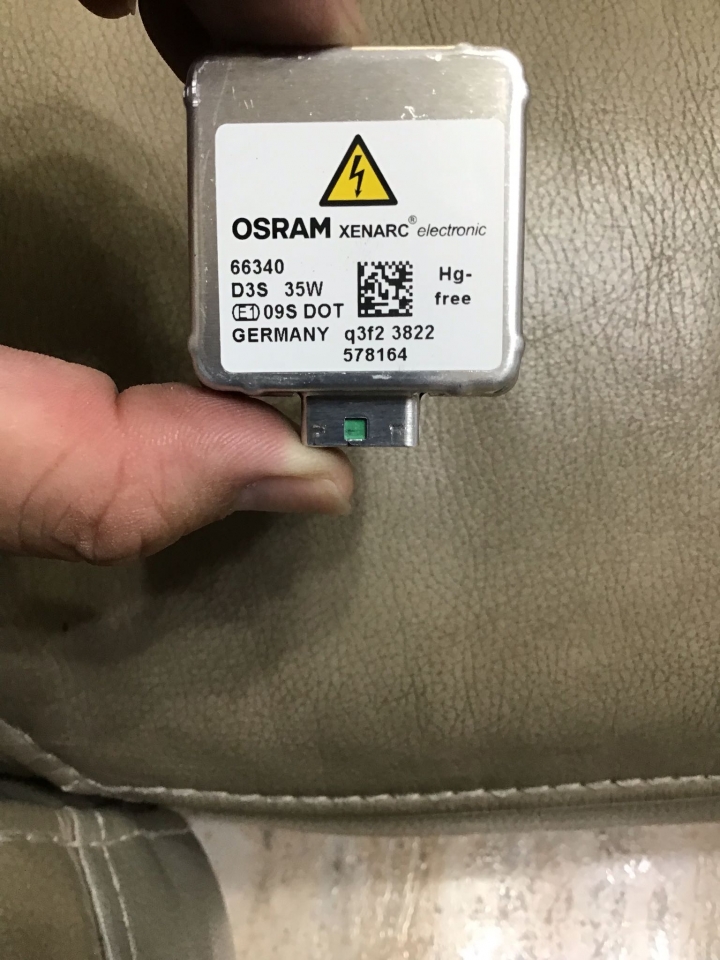 OSRAM XENARC® electronic
66340
D3S 35W
Hg-
free
E1 09S DOT
GERMANY q3f2 3822
578164